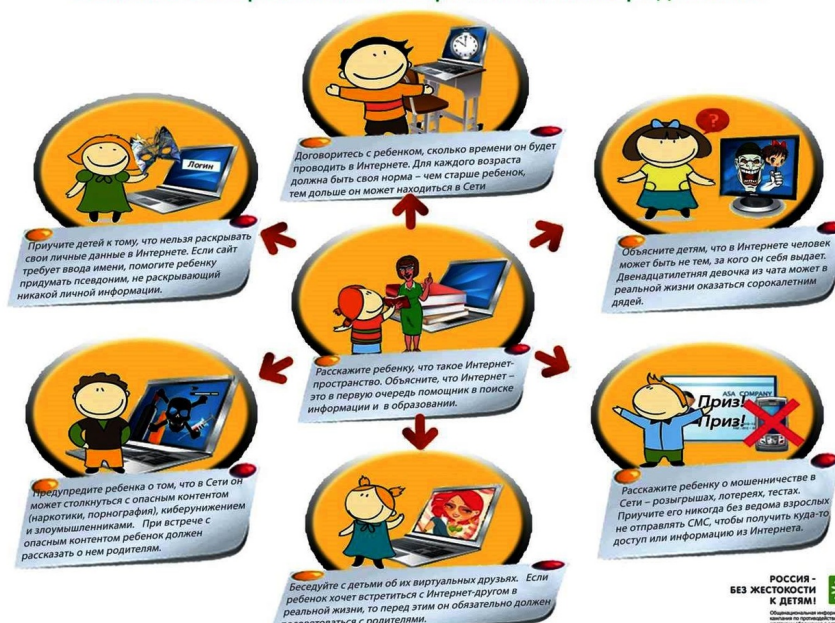 Договоритесь с ребенком, сколько времени он будет
проводить в Интернете. Для каждого возраста
должна быть своя норма – чем старше ребенок,
тем дольше он может находиться в Сети
Логин
Приучите детей к тому, что нельзя раскрывать
свои личные данные в Интернете. Если сайт
требует ввода имени, помогите ребенку
придумать псевдоним, не раскрывающий
никакой личной информации.
?
Объясните детям, что в Интернете человек
может быть не тем, за кого он себя выдает.
Двенадцатилетняя девочка из чата может в
реальной жизни оказаться сорокалетним
дядей.
Расскажите ребенку, что такое Интернет-
пространство. Объясните, что Интернет –
это в первую очередь помощник в поиске
информации и в образовании.
Предупредите ребенка о том, что в Сети он
может столкнуться с опасным контентом
(наркотики, порнография), киберунижением
и злоумышленниками. При встрече с
опасным контентом ребенок должен
рассказать о нем родителям.
ASA COMPANY
Приз!
Приз!
Расскажите ребенку о мошенничестве в
Сети – розыгрышах, лотереях, тестах.
Приучите его никогда без ведома взрослых
не отправлять СМС, чтобы получить куда-то
доступ или информацию из Интернета.
Беседуйте с детьми об их виртуальных друзьях. Если
ребенок хочет встретиться с Интернет-другом в
реальной жизни, то перед этим он обязательно должен
посоветоваться с родителями.
РОССИЯ -
БЕЗ ЖЕСТОКОСТИ
К ДЕТЯМ!